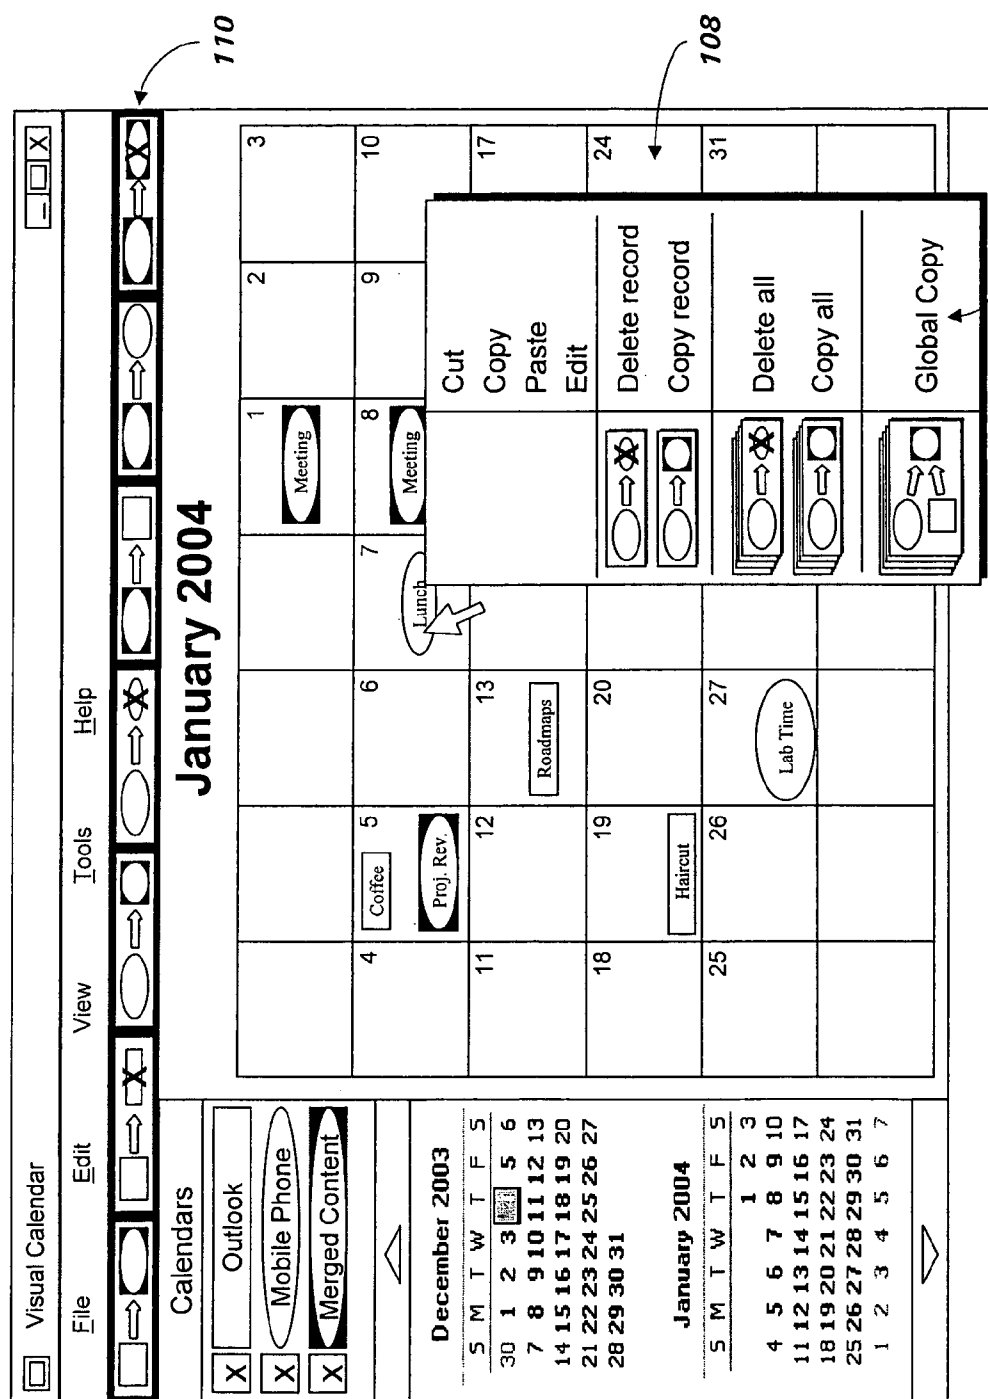 Visual Calendar
X
File Edit View Tools Help
110
Calendars
X Outlook
X Mobile Phone
X Merged Content
December 2003
S M T W T F S
30 1 2 3 5 6
7 8 9 10 11 12 13
14 15 16 17 18 19 20
21 22 23 24 25 26 27
28 29 30 31
January 2004
S M T W T F S
1 2 3
4 5 6 7 8 9 10
11 12 13 14 15 16 17
18 19 20 21 22 23 24
25 26 27 28 29 30 31
1 2 3 4 5 6 7
January 2004
1 2 3
Meeting
4 5 6 7 8 9 10
Coffee
Proj. Rev.
Lunch
Meeting
11 12 13 17
Roadmaps
18 19 20 24
Haircut
25 26 27 31
Lab Time
Cut
Copy
Paste
Edit
Delete record
Copy record
Delete all
Copy all
Global Copy
108